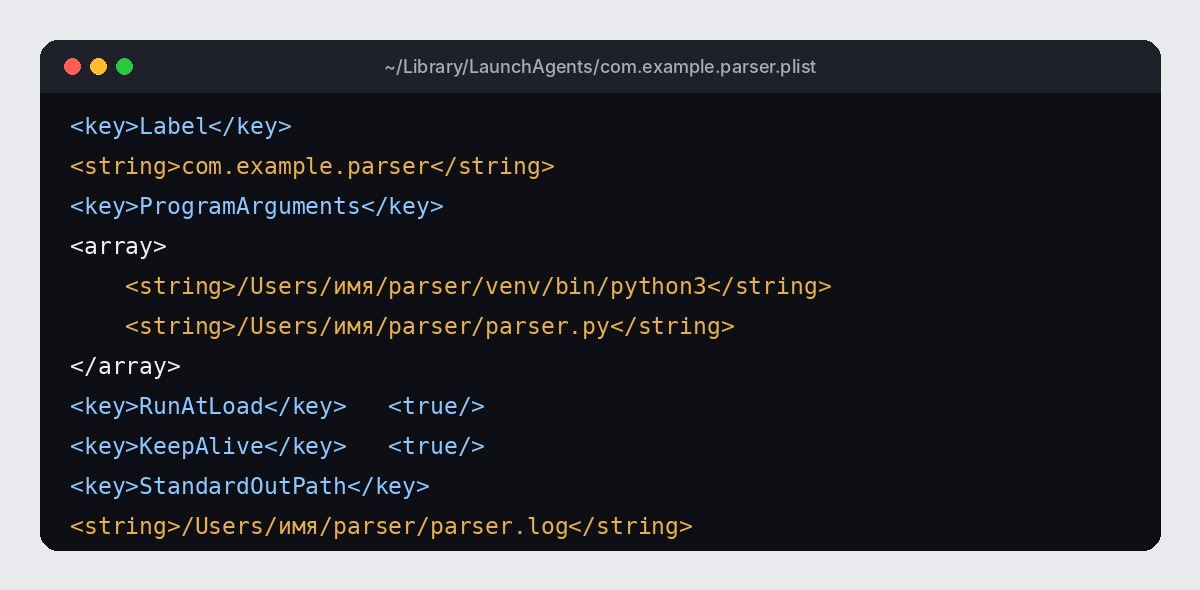 ~/Library/LaunchAgents/com.example.parser.plist
<key>Label</key>
<string>com.example.parser</string>
<key>ProgramArguments</key>
<array>
    <string>/Users/имя/parser/venv/bin/python3</string>
    <string>/Users/имя/parser/parser.py</string>
</array>
<key>RunAtLoad</key>   <true/>
<key>KeepAlive</key>   <true/>
<key>StandardOutPath</key>
<string>/Users/имя/parser/parser.log</string>